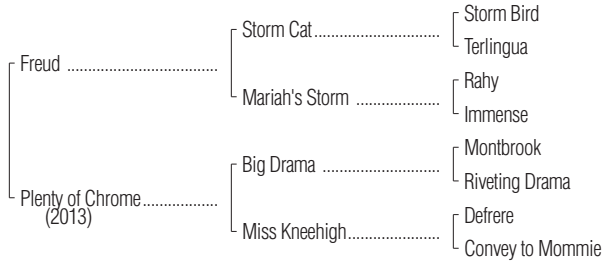 Storm Bird
Storm Cat
Terlingua
Freud
Rahy
Mariah's Storm
Immense
Montbrook
Big Drama
Riveting Drama
Plenty of Chrome
(2013)
Defrere
Miss Kneehigh
Convey to Mommie